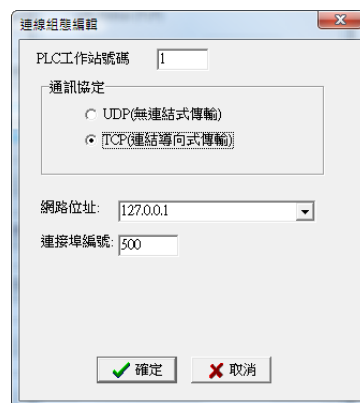 連線組態編輯
PLC工作站號碼 1
通訊協定
UDP(無連結式傳輸)
TCP(連結導向式傳輸)
網路位址: 127.0.0.1
連接埠編號: 500
確定 取消